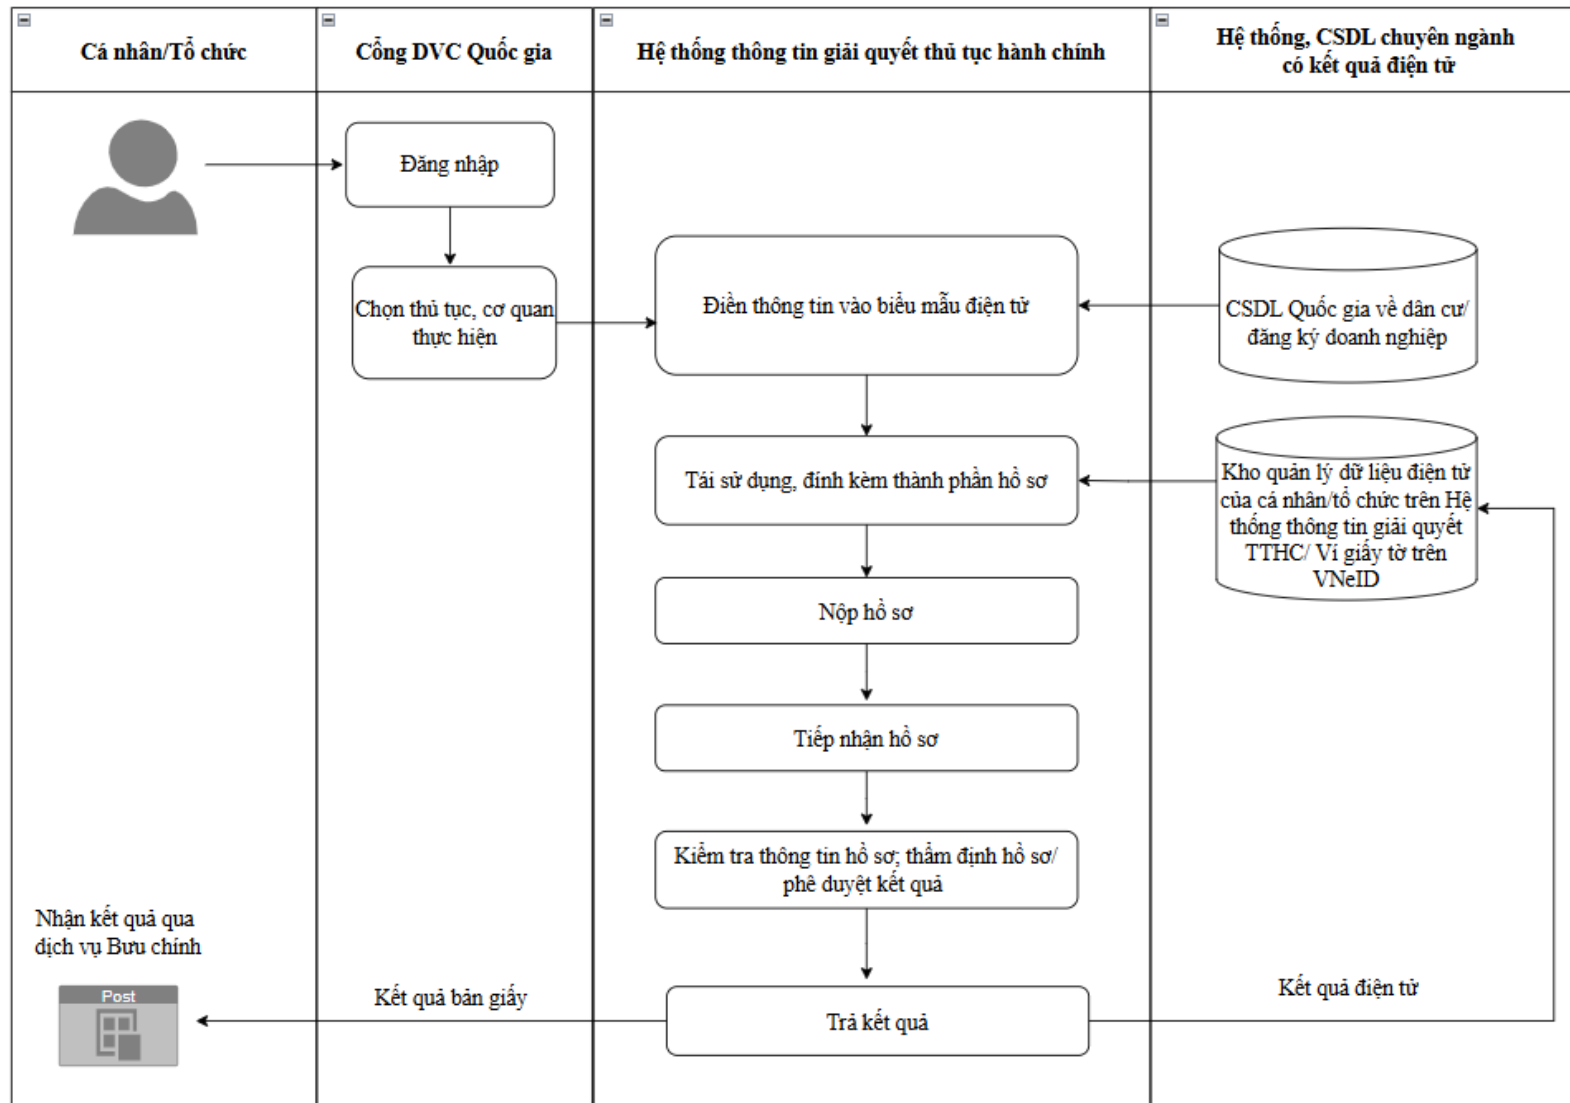 Cá nhân/Tổ chức
Cổng DVC Quốc gia
Hệ thống thông tin giải quyết thủ tục hành chính
Hệ thống, CSDL chuyên ngành
có kết quả điện tử
Đăng nhập
Chọn thủ tục, cơ quan
thực hiện
Điền thông tin vào biểu mẫu điện tử
CSDL Quốc gia về dân cư/
đăng ký doanh nghiệp
Tái sử dụng, đính kèm thành phần hồ sơ
Kho quản lý dữ liệu điện tử
của cá nhân/tổ chức trên Hệ
thống thông tin giải quyết
TTHC/ Ví giấy tờ trên
VNeID
Nộp hồ sơ
Tiếp nhận hồ sơ
Kiểm tra thông tin hồ sơ; thẩm định hồ sơ/
phê duyệt kết quả
Nhận kết quả qua
dịch vụ Bưu chính
Post
Kết quả bản giấy
Trả kết quả
Kết quả điện tử